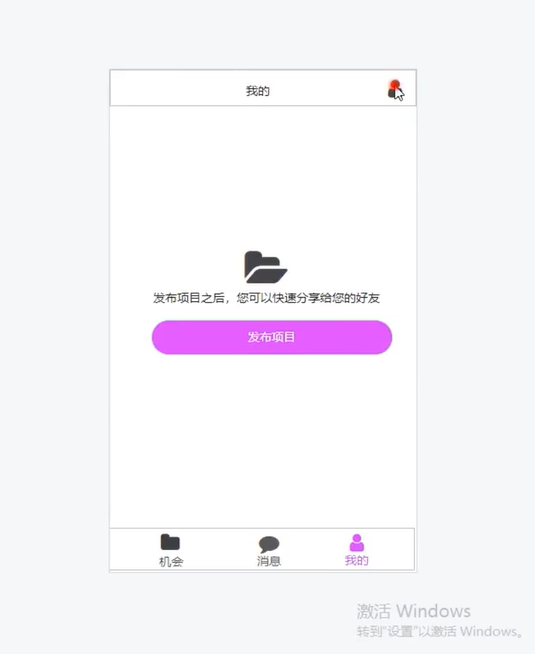 我的
发布项目之后，您可以快速分享给您的好友
发布项目
机会
消息
我的
激活 Windows
转到"设置"以激活 Windows。